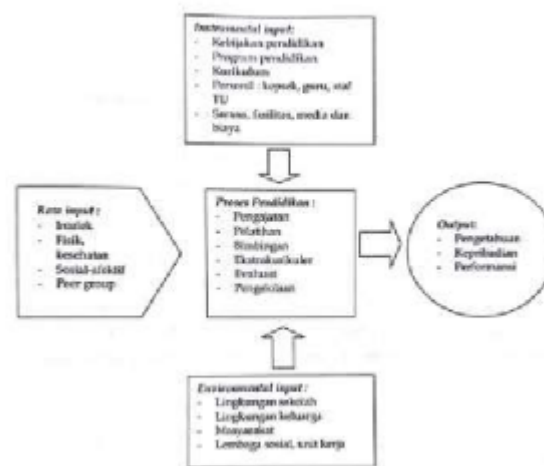 Instrumental input:
- Kebijakan pendidikan
- Program pendidikan
- Kurikulum
- Personil : kepsek, guru, staf
TU
- Sarana, fasilitas, media dan
biaya
Raw input :
- Intelek
- Fisik,
kesehatan
- Sosial-afektif
- Peer group
Proses Pendidikan :
- Pengajaran
- Pelatihan
- Bimbingan
- Ekstrakurikuler
- Evaluasi
- Pengelolaan
Output:
- Pengetahuan
- Kepribadian
- Performansi
Environmental input :
- Lingkungan sekolah
- Lingkungan keluarga
- Masyarakat
- Lembaga sosial, unit kerja